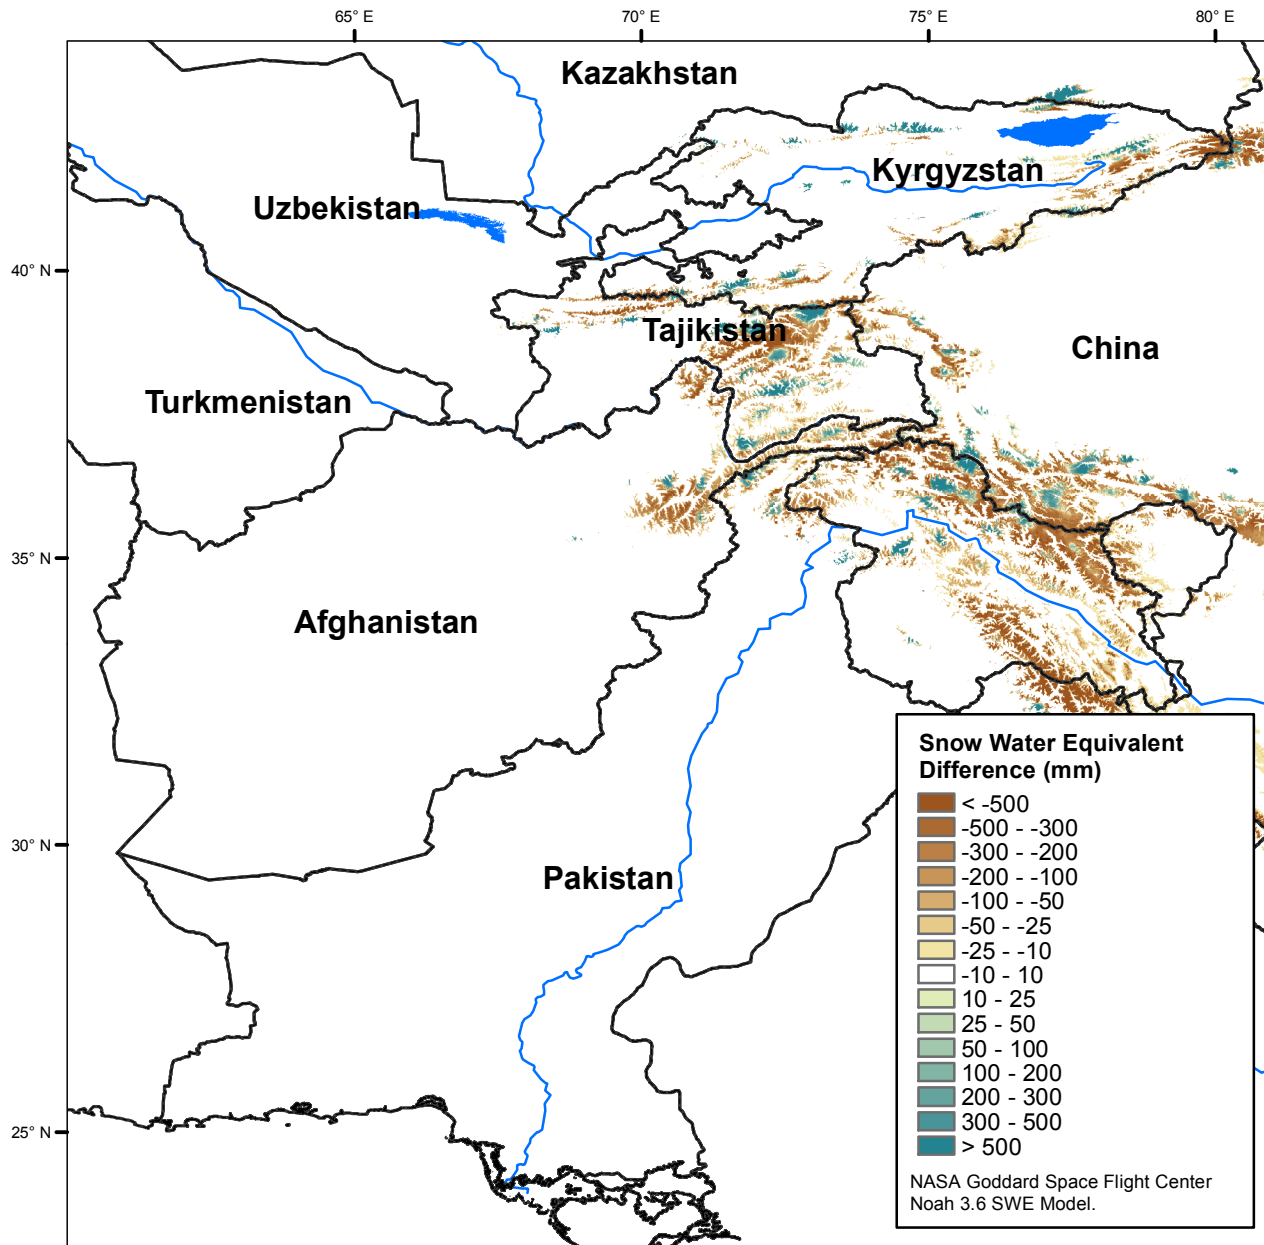 65° E
70° E
75° E
80° E
Kazakhstan
Kyrgyzstan
Uzbekistan
40° N
Tajikistan
China
Turkmenistan
35° N
Afghanistan
Snow Water Equivalent
Difference (mm)
< -500
-500 - -300
-300 - -200
-200 - -100
-100 - -50
-50 - -25
-25 - -10
-10 - 10
10 - 25
25 - 50
50 - 100
100 - 200
200 - 300
300 - 500
> 500
NASA Goddard Space Flight Center
Noah 3.6 SWE Model.
30° N
Pakistan
25° N